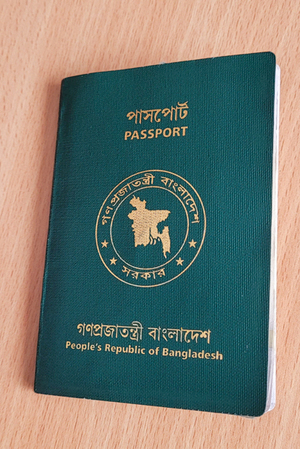 পাসপোর্ট
PASSPORT
গণপ্রজাতন্ত্রী বাংলাদেশ
সরকার
গণপ্রজাতন্ত্রী বাংলাদেশ
People's Republic of Bangladesh